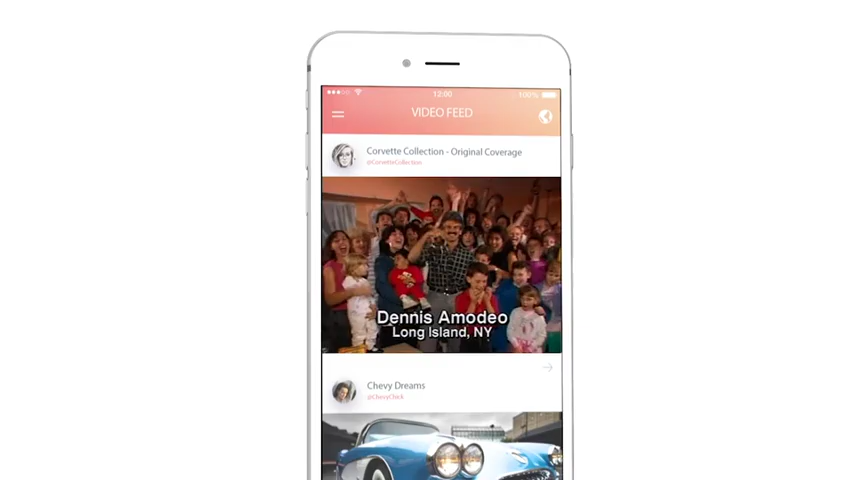 12:00
100%
VIDEO FEED
Corvette Collection - Original Coverage
@CorvetteCollection
Dennis Amodeo
Long Island, NY
Chevy Dreams
@ChevyChick